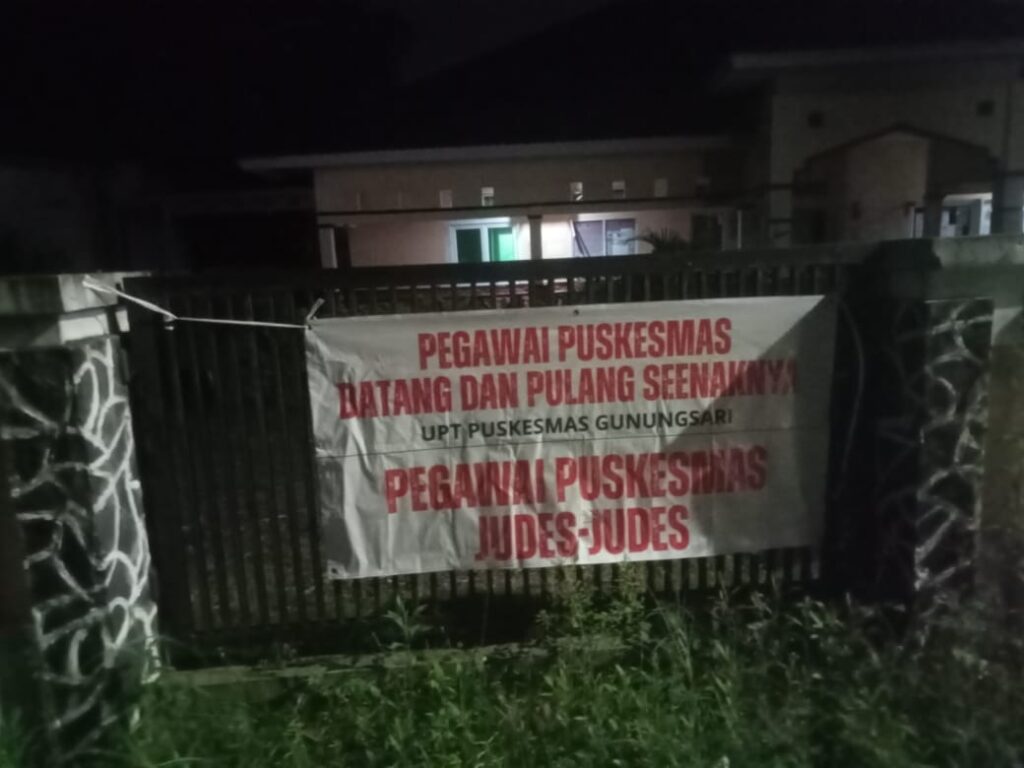 PEGAWAI PUSKESMAS
DATANG DAN PULANG SEENAKNYA
UPT PUSKESMAS GUNUNGSARI
PEGAWAI PUSKESMAS
JUDES-JUDES